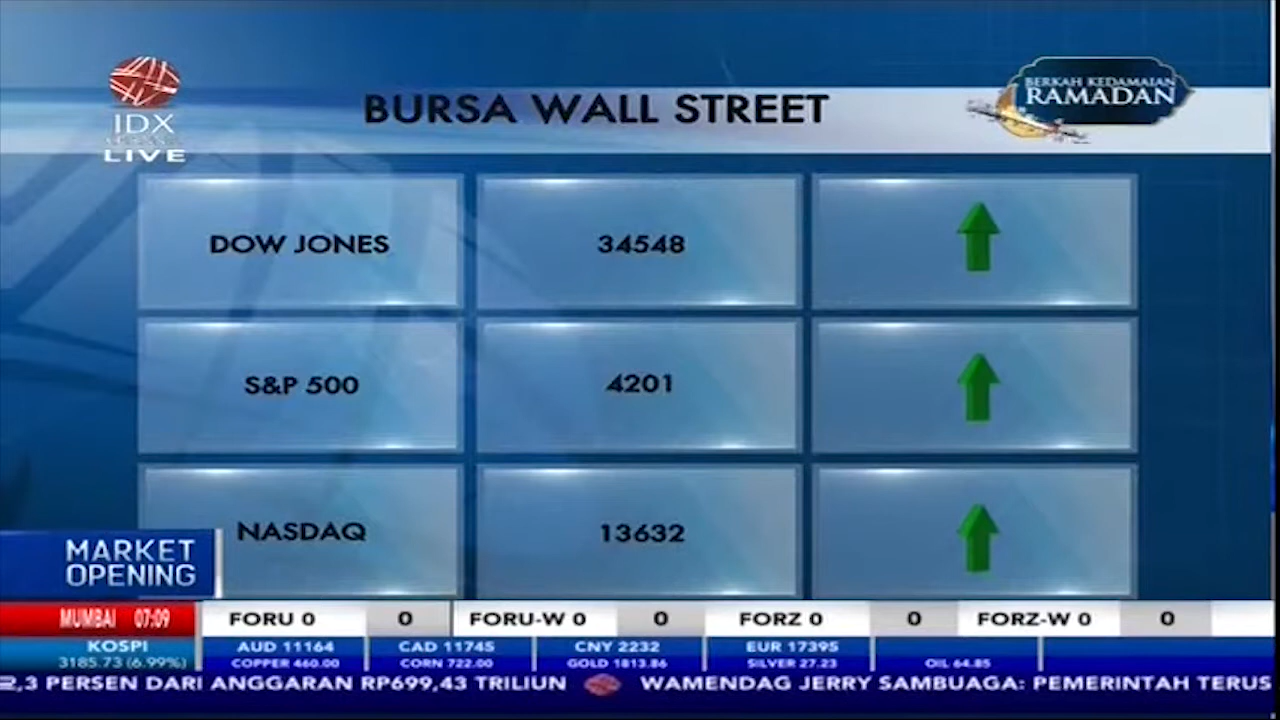 IDX
LIVE
BURSA WALL STREET
BERKAH KEDAMAIAN
RAMADAN
DOW JONES 34548
S&P 500 4201
NASDAQ 13632
MARKET
OPENING
MUMBAI 07:09 FORU 0 0 FORU-W 0 0 FORZ 0 0 FORZ-W 0 0
KOSPI AUD 11164 CAD 11745 CNY 2232 EUR 17395
3185.73 (6.99%) COPPER 460.00 CORN 722.00 GOLD 1813.86 SILVER 27.23 OIL 64.85
2,3 PERSEN DARI ANGGARAN RP699,43 TRILIUN WAMENDAG JERRY SAMBUAGA: PEMERINTAH TERUS